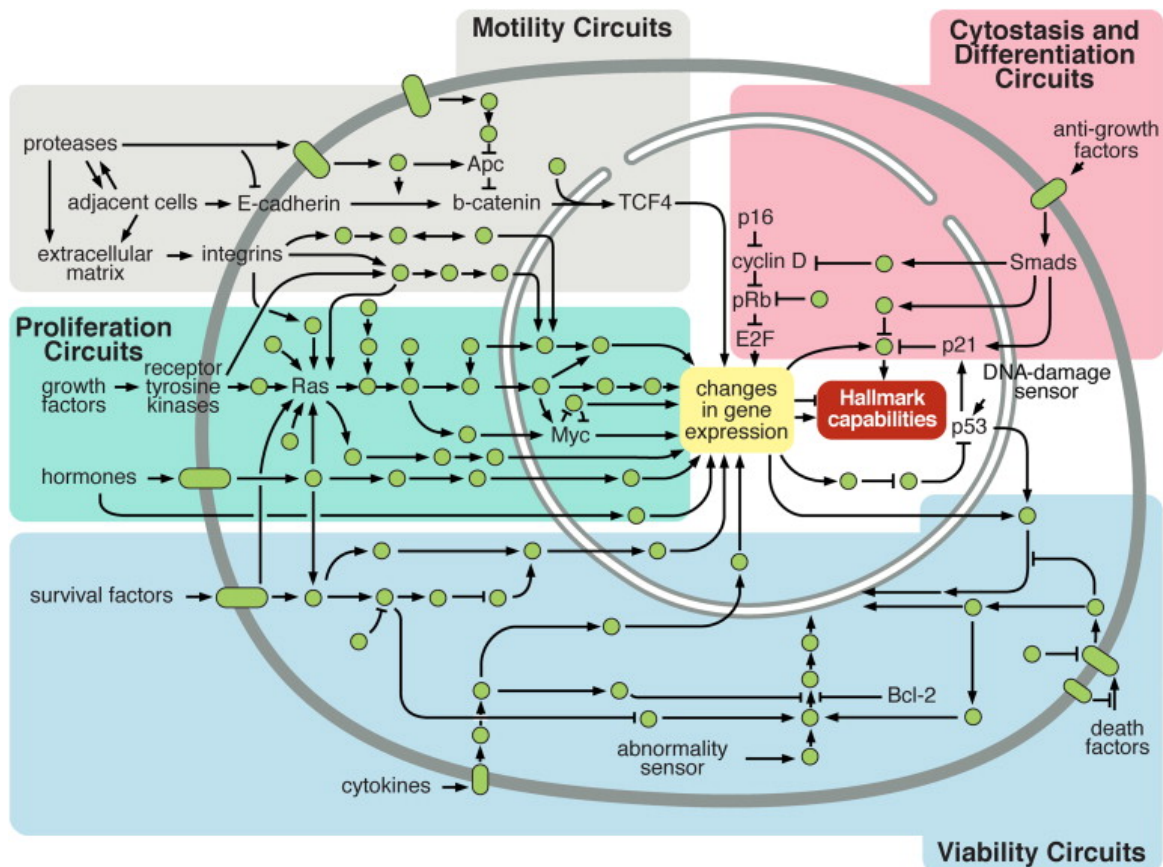 Motility Circuits
Cytostasis and
Differentiation
Circuits
proteases
Apc
anti-growth
factors
adjacent cells
E-cadherin
b-catenin
TCF4
p16
extracellular
matrix
integrins
cyclin D
Smads
pRb
Proliferation
Circuits
E2F
p21
growth
factors
receptor
tyrosine
kinases
Ras
changes
in gene
expression
Hallmark
capabilities
DNA-damage
sensor
p53
Myc
hormones
survival factors
Bcl-2
abnormality
sensor
death
factors
cytokines
Viability Circuits